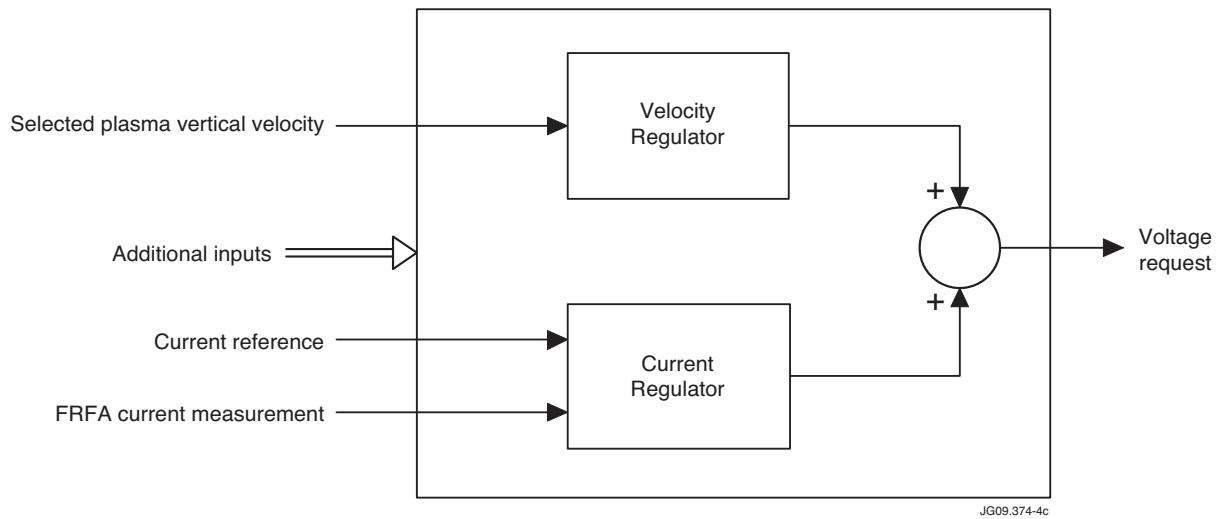 Selected plasma vertical velocity
Velocity
Regulator
+
Additional inputs
Voltage
request
+
Current reference
Current
Regulator
FRFA current measurement
JG09.374-4c